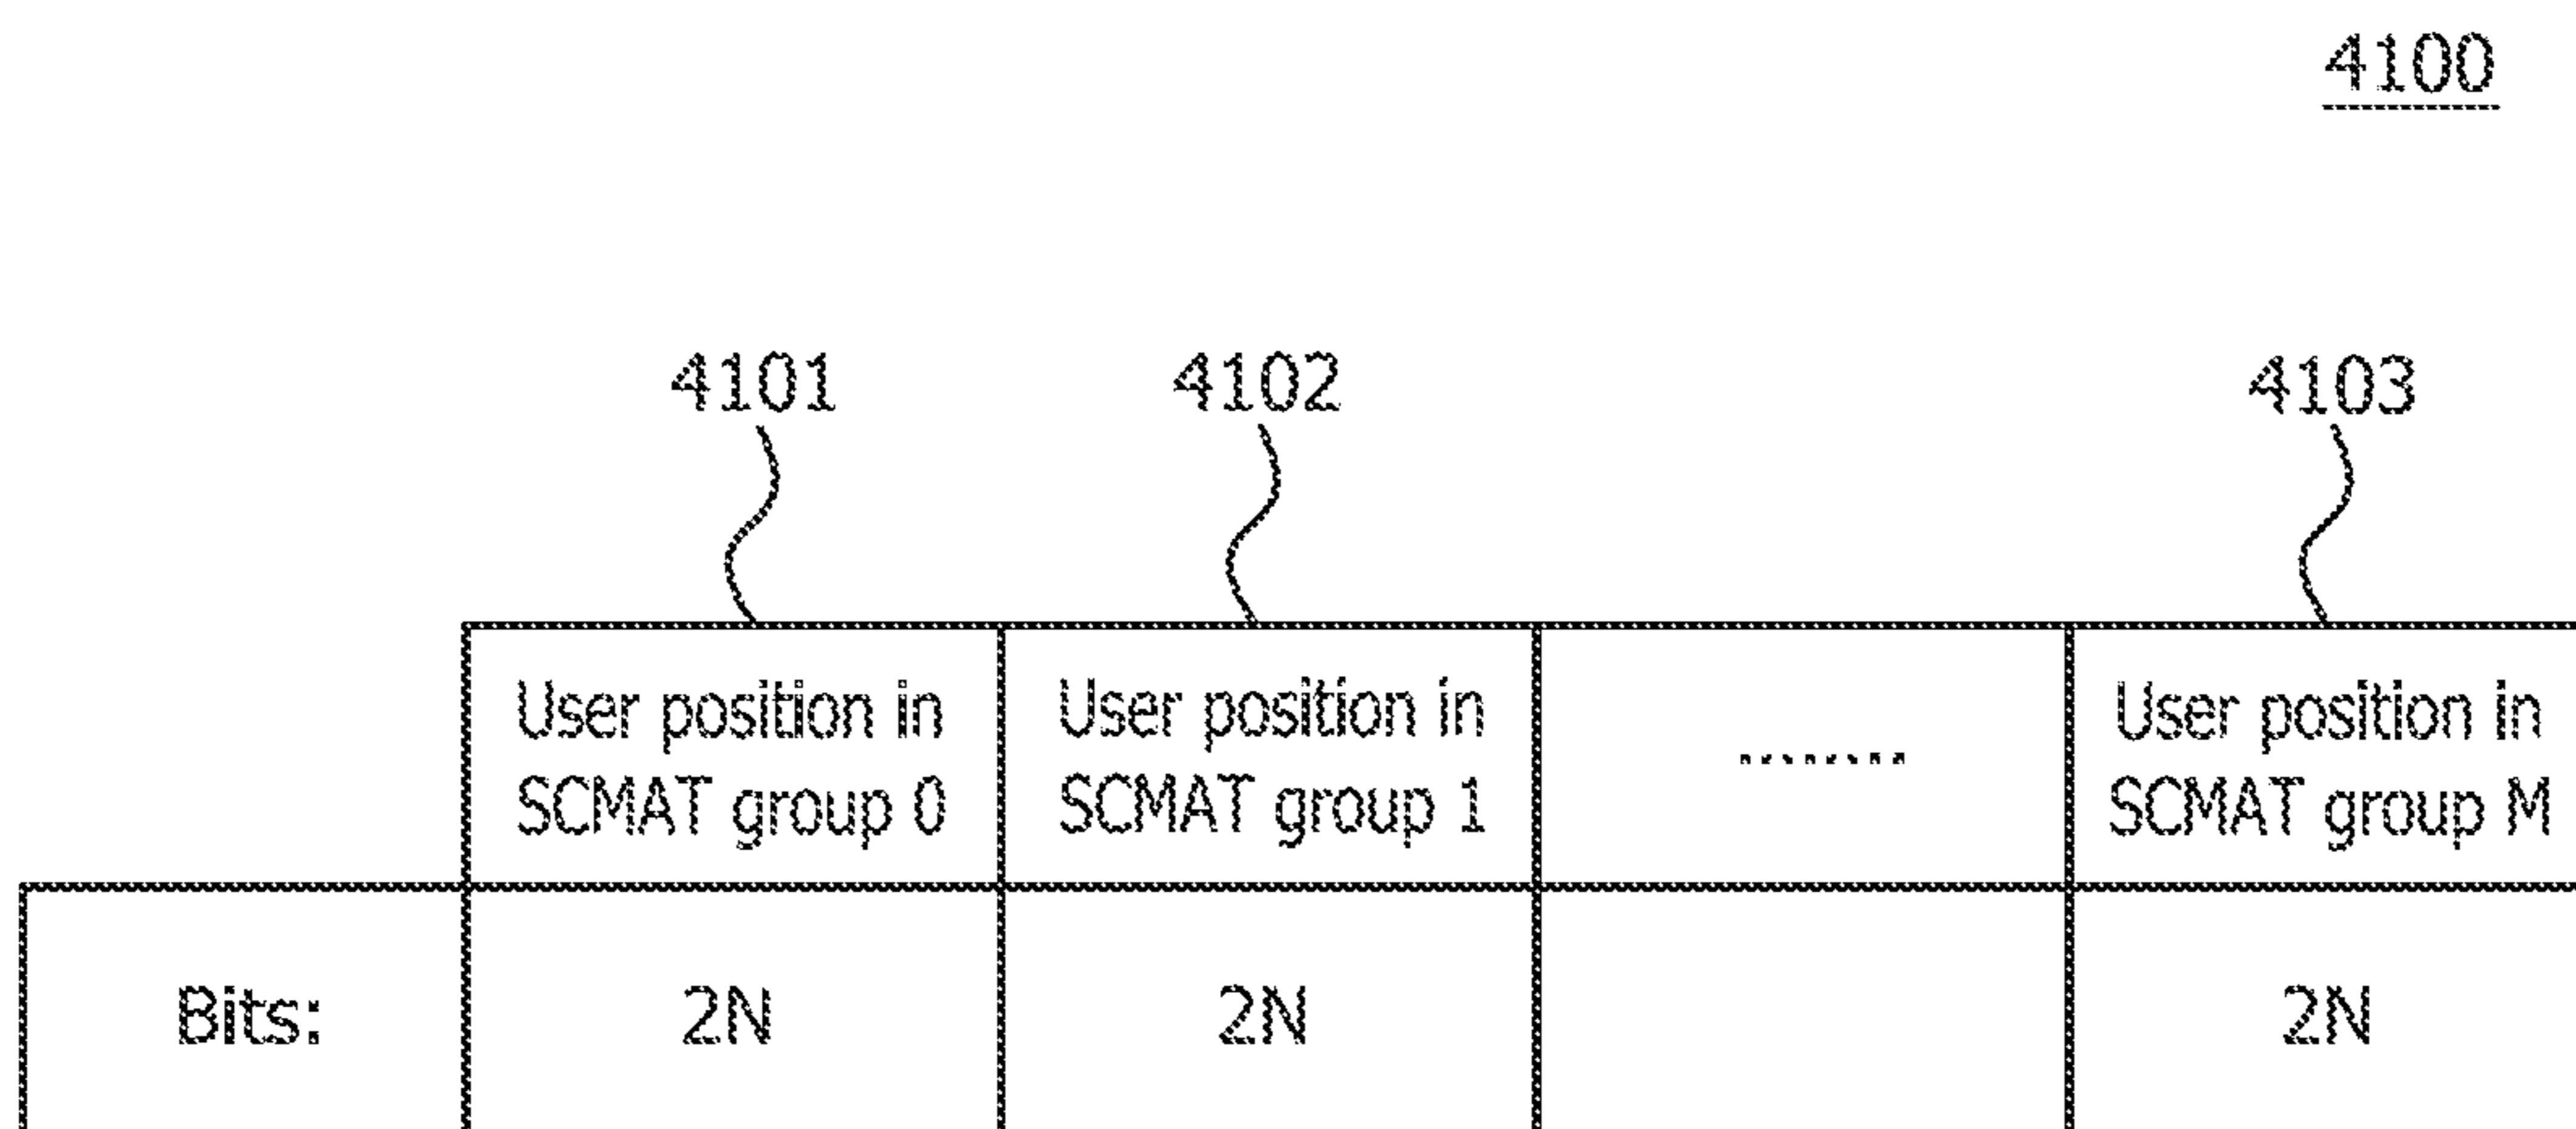 4100
4101 4102 4103
User position in SCMAT group 0
User position in SCMAT group 1
........
User position in SCMAT group M
Bits: 2N 2N 2N